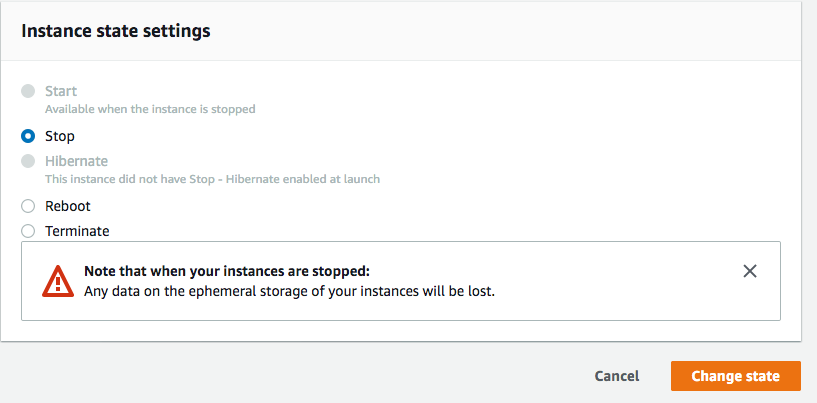 Instance state settings
Start
Available when the instance is stopped
Stop
Hibernate
This instance did not have Stop - Hibernate enabled at launch
Reboot
Terminate
Note that when your instances are stopped:
Any data on the ephemeral storage of your instances will be lost.
Cancel
Change state